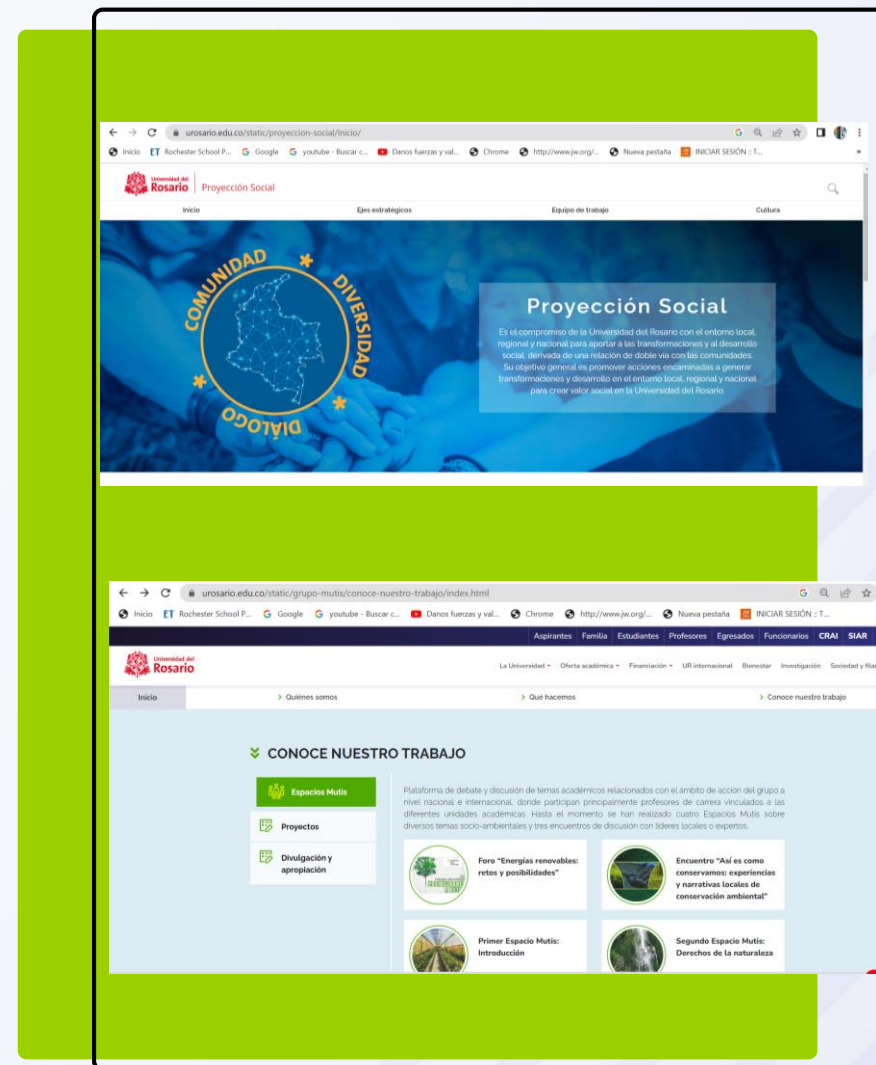 urosario.edu.co/static/proyeccion-social/Inicio/
Inicio ET Rochester School P... Google youtube - Buscar c... Danos fuerzas y val... Chrome http://www.jw.org/... Nueva pestaña INICIAR SESIÓN :: T... »
Universidad del
Rosario Proyección Social
Inicio Ejes estratégicos Equipo de trabajo Cultura
COMUNIDAD
DIVERSIDAD
DIÁLOGO
Proyección Social
Es el compromiso de la Universidad del Rosario con el entorno local,
regional y nacional para aportar a las transformaciones y al desarrollo
social, derivada de una relación de doble vía con las comunidades.
Su objetivo general es promover acciones encaminadas a generar
transformaciones y desarrollo en el entorno local, regional y nacional
para crear valor social en la Universidad del Rosario.
urosario.edu.co/static/grupo-mutis/conoce-nuestro-trabajo/index.html
Inicio ET Rochester School P... Google youtube - Buscar c... Danos fuerzas y val... Chrome http://www.jw.org/... Nueva pestaña INICIAR SESIÓN :: T...
Aspirantes Familia Estudiantes Profesores Egresados Funcionarios CRAI SIAR
Universidad del
Rosario
La Universidad Oferta académica Financiación UR internacional Bienestar Investigación Sociedad y filan
Inicio Quiénes somos Qué hacemos Conoce nuestro trabajo
CONOCE NUESTRO TRABAJO
Espacios Mutis
Proyectos
Divulgación y
apropiación
Plataforma de debate y discusión de temas académicos relacionados con el ámbito de acción del grupo a
nivel nacional e internacional, donde participan principalmente profesores de carrera vinculados a las
diferentes unidades académicas. Hasta el momento se han realizado cuatro Espacios Mutis sobre
diversos temas socio-ambientales y tres encuentros de discusión con líderes locales o expertos.
Foro "Energías renovables:
retos y posibilidades"
Encuentro "Así es como
conservamos: experiencias
y narrativas locales de
conservación ambiental"
Primer Espacio Mutis:
Introducción
Segundo Espacio Mutis:
Derechos de la naturaleza